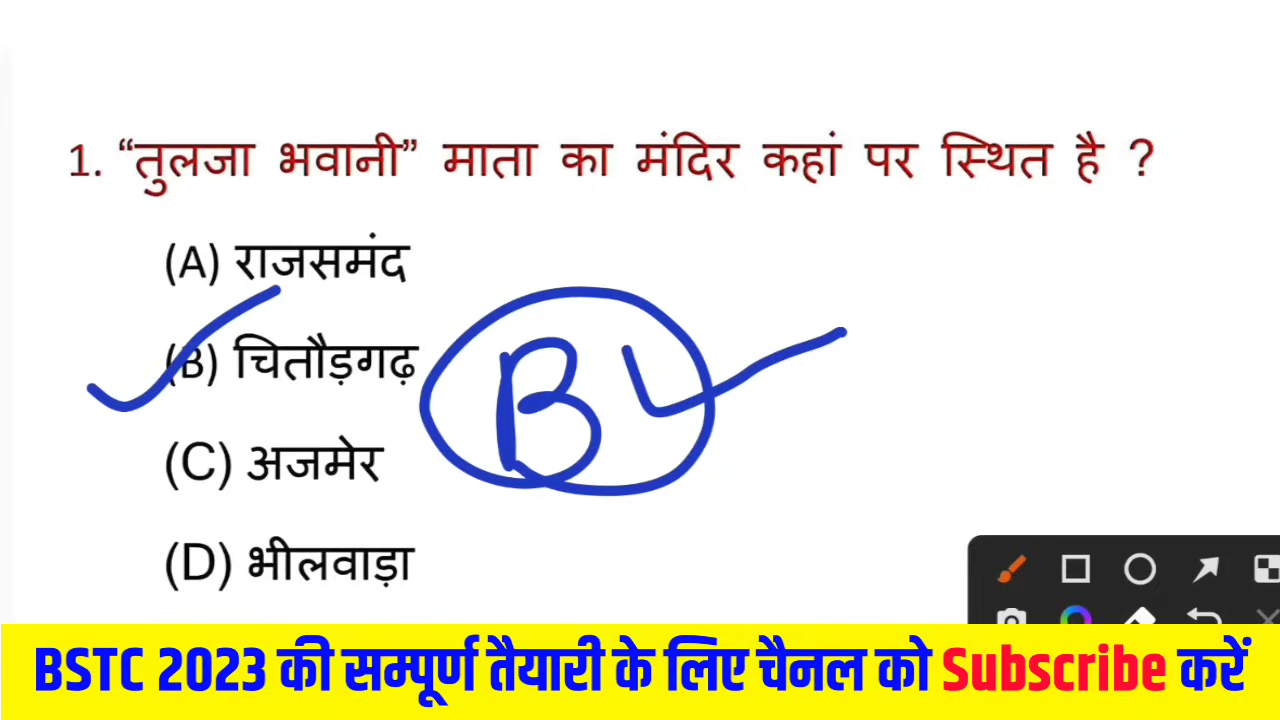 1. “तुलजा भवानी” माता का मंदिर कहां पर स्थित है ?
(A) राजसमंद
(B) चितौड़गढ़
B
(C) अजमेर
(D) भीलवाड़ा
BSTC 2023 की सम्पूर्ण तैयारी के लिए चैनल को Subscribe करें